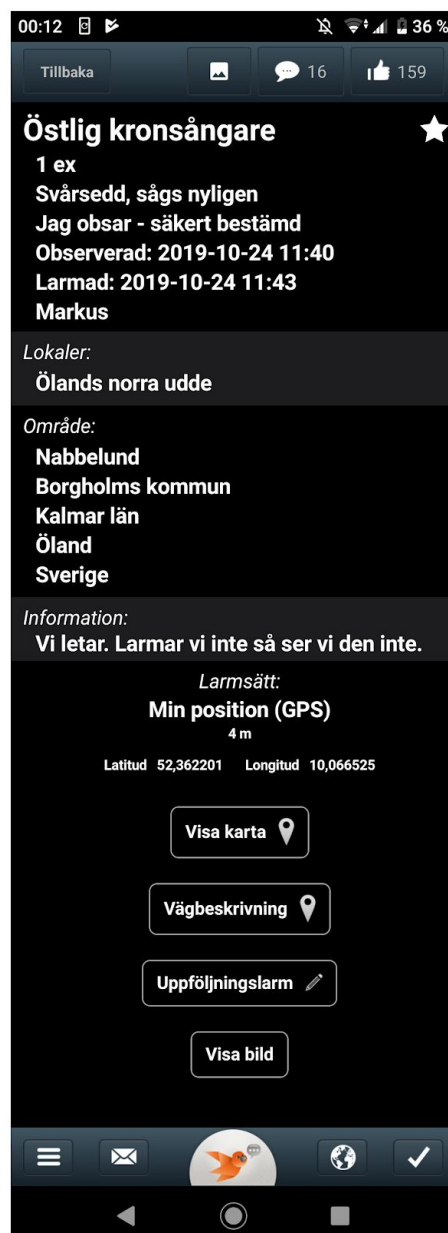 00:12 36 %
Tillbaka 16 159
Östlig kronsångare
1 ex
Svårsedd, sågs nyligen
Jag obsar - säkert bestämd
Observerad: 2019-10-24 11:40
Larmad: 2019-10-24 11:43
Markus
Lokaler:
Ölands norra udde
Område:
Nabbelund
Borgholms kommun
Kalmar län
Öland
Sverige
Information:
Vi letar. Larmar vi inte så ser vi den inte.
Larmsätt:
Min position (GPS)
4 m
Latitud 52,362201 Longitud 10,066525
Visa karta
Vägbeskrivning
Uppföljningslarm
Visa bild